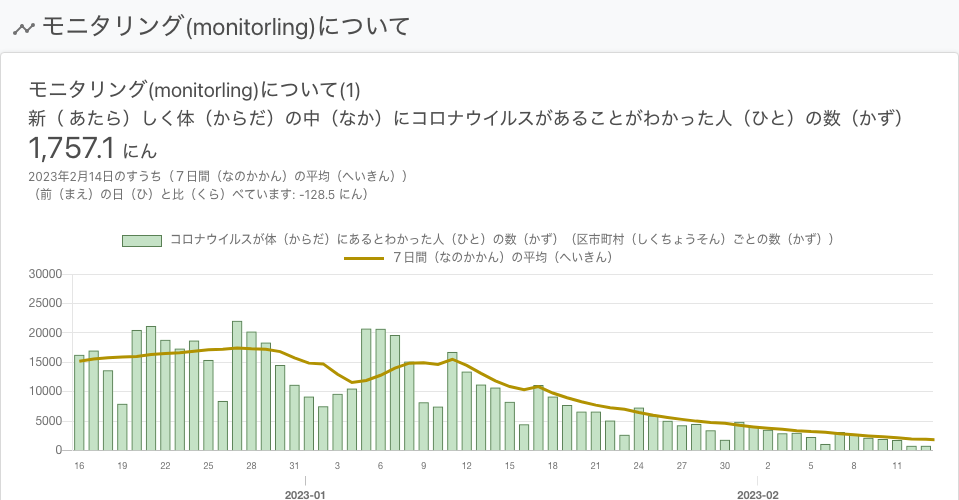 モニタリング(monitorling)について
モニタリング(monitorling)について(1)
新（ あたら）しく体（からだ）の中（なか）にコロナウイルスがあることがわかった人（ひと）の数（かず）
1,757.1 にん
2023年2月14日のすうち（７日間（なのかかん）の平均（へいきん））
（前（まえ）の日（ひ）と比（くら）べています: -128.5 にん）
コロナウイルスが体（からだ）にあるとわかった人（ひと）の数（かず）（区市町村（しくちょうそん）ごとの数（かず））
７日間（なのかかん）の平均（へいきん）
30000
25000
20000
15000
10000
5000
0
16 19 22 25 28 31 3 6 9 12 15 18 21 24 27 30 2 5 8 11
2023-01 2023-02